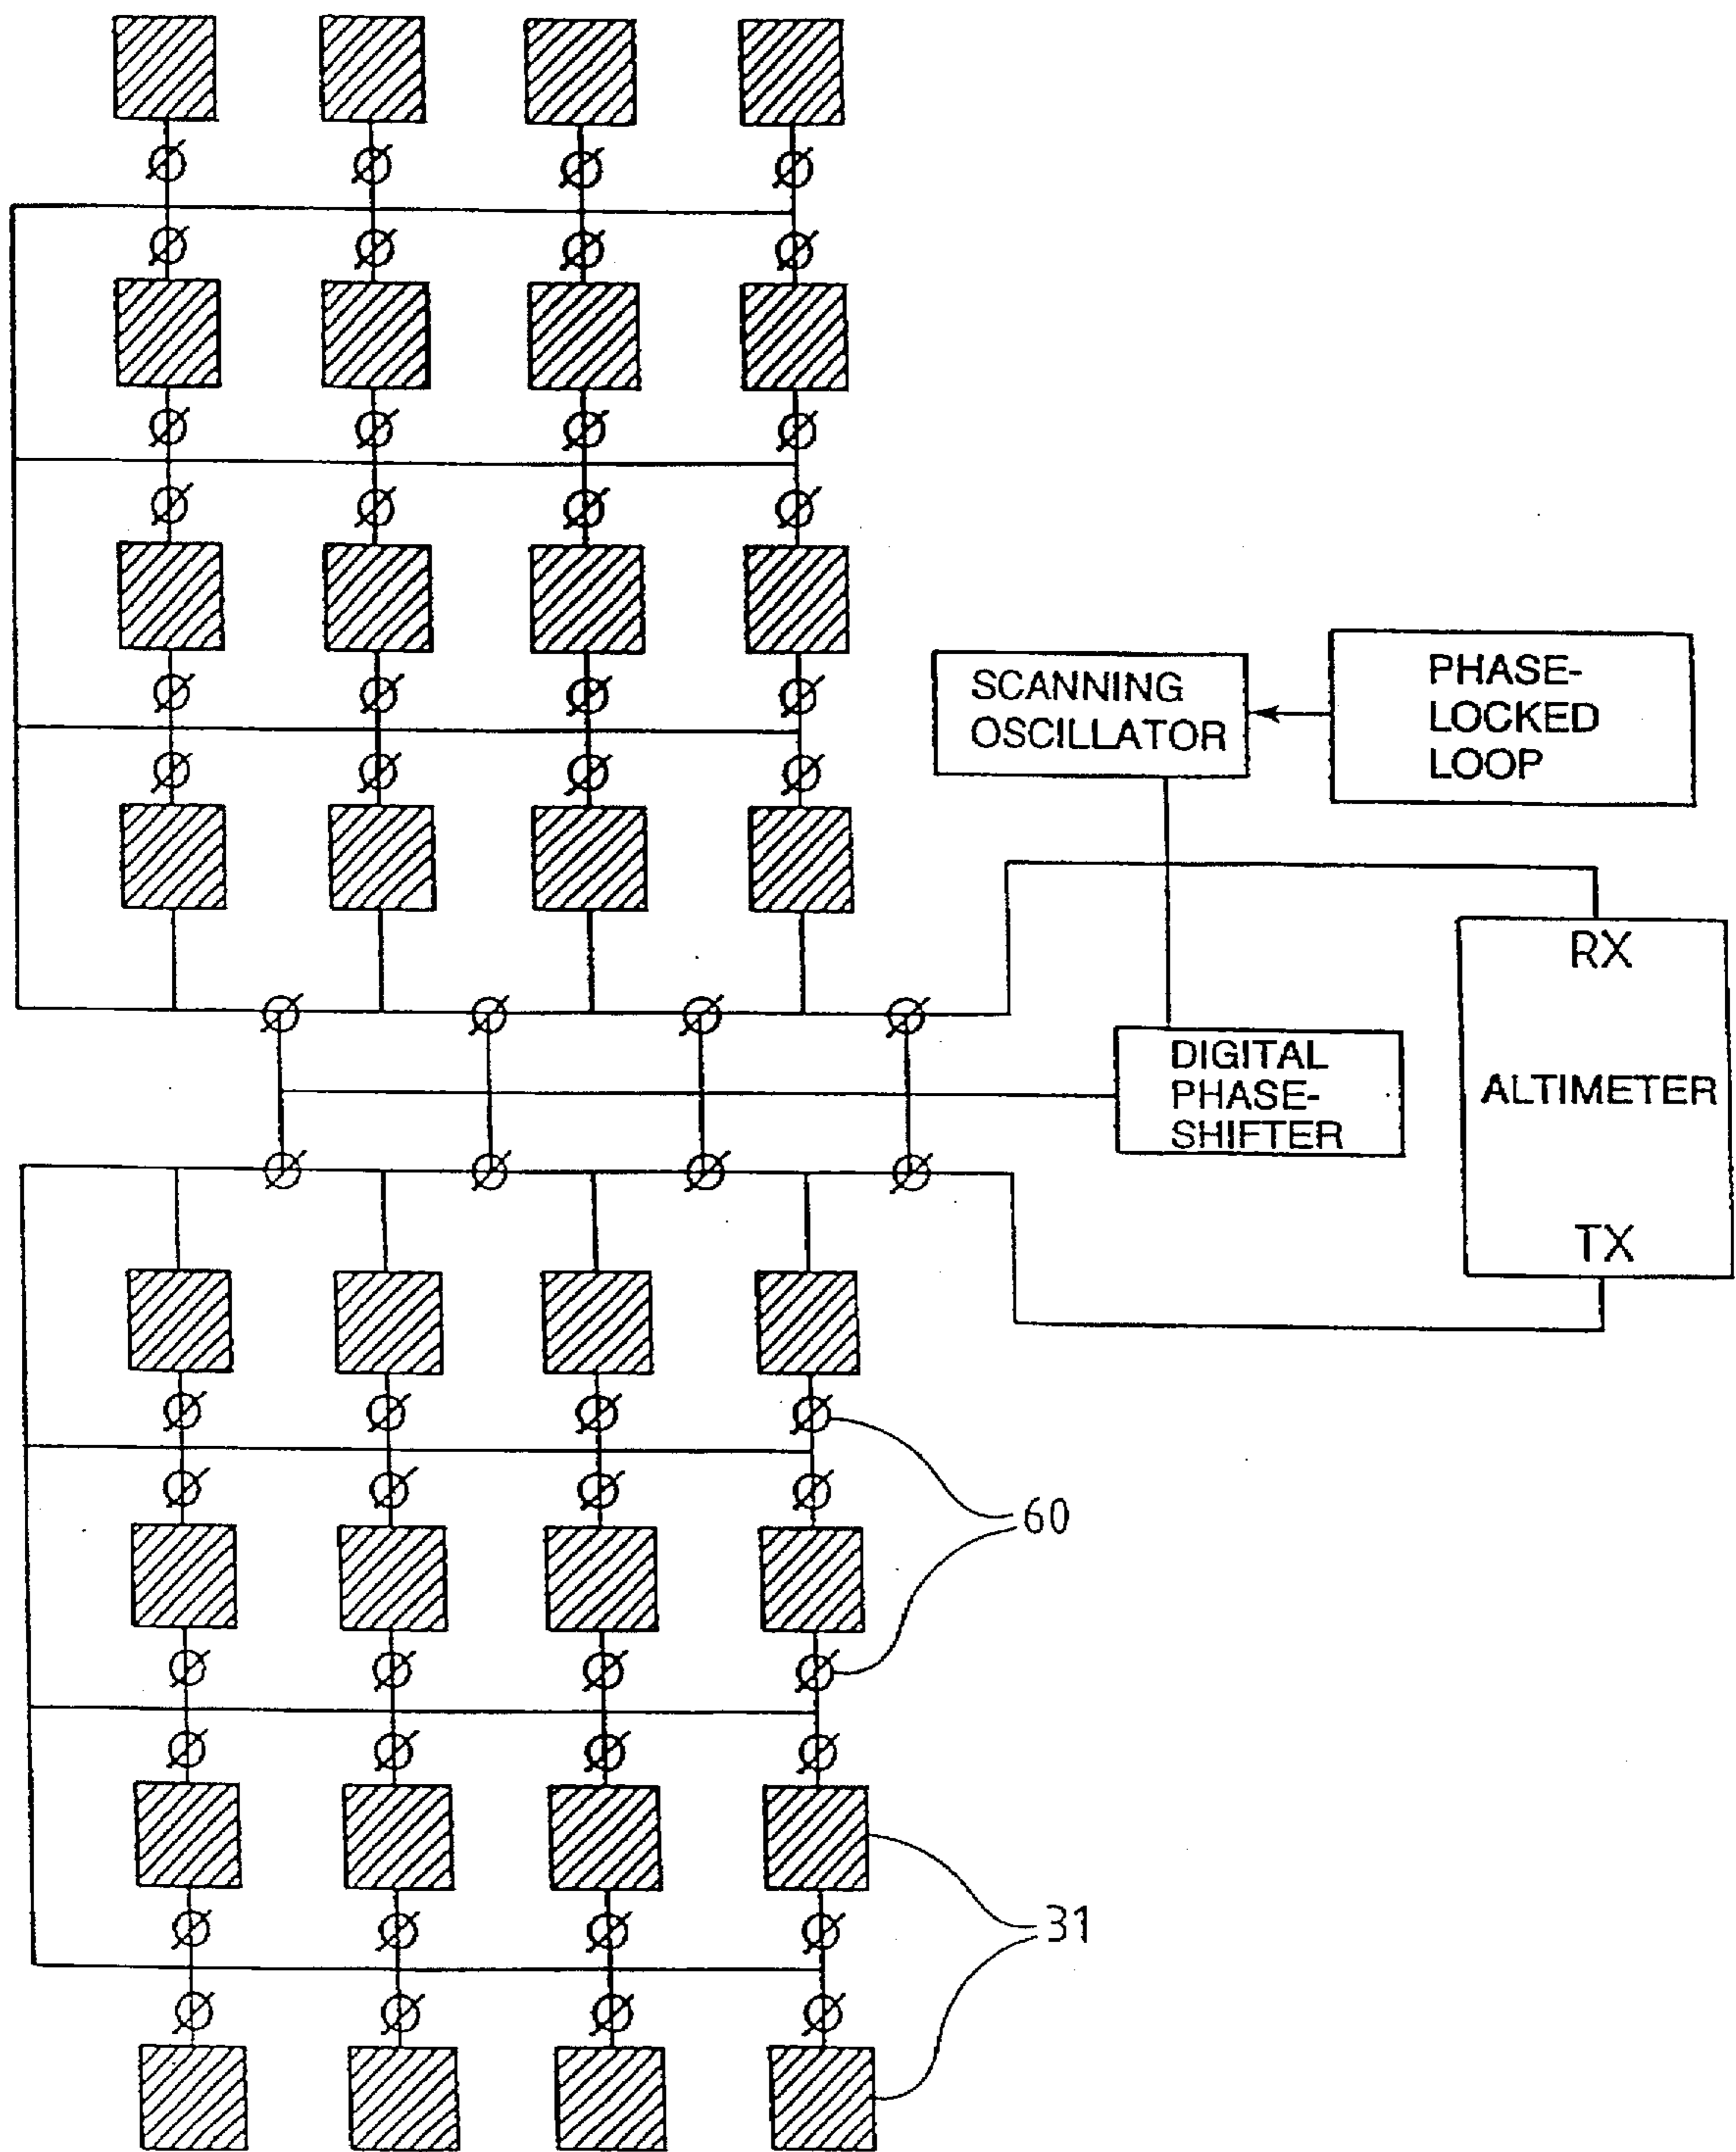 SCANNING
OSCILLATOR
PHASE-
LOCKED
LOOP
RX
ALTIMETER
TX
DIGITAL
PHASE-
SHIFTER
60
31